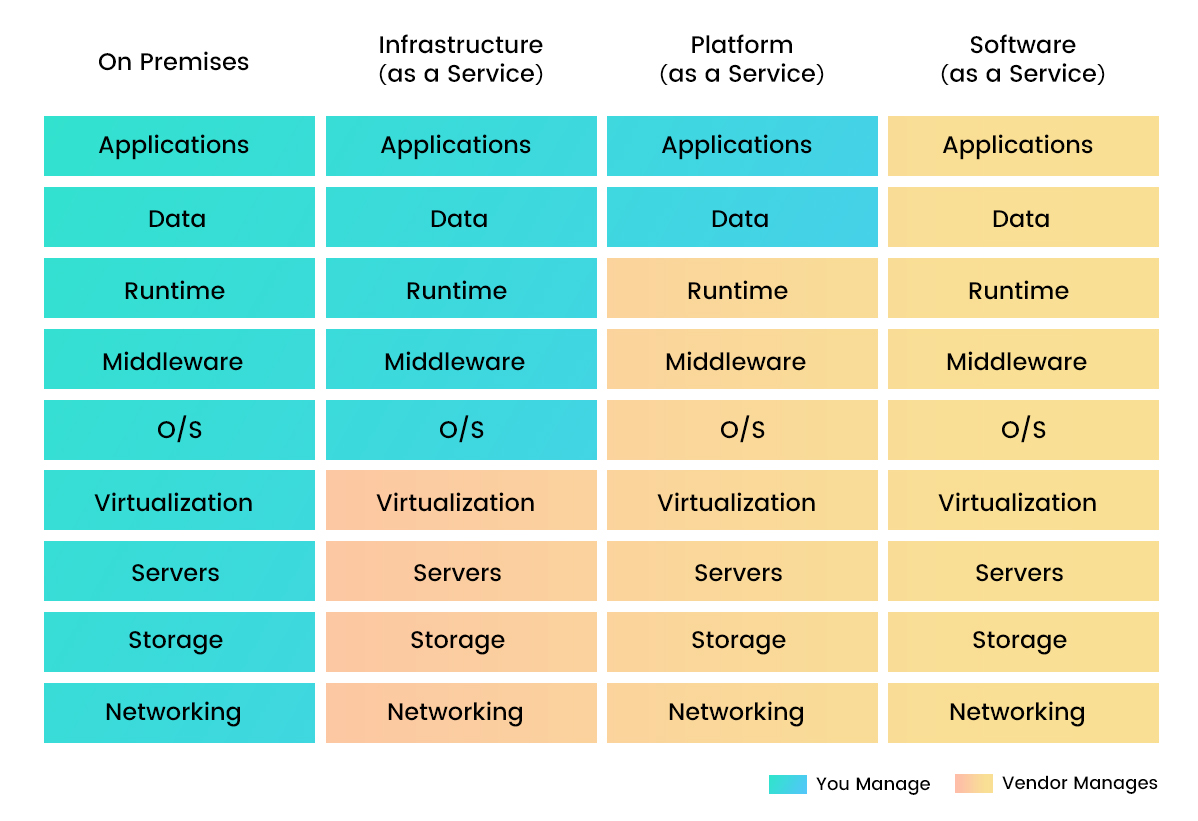 On Premises
Infrastructure
(as a Service)
Platform
(as a Service)
Software
(as a Service)
Applications Applications Applications Applications
Data Data Data Data
Runtime Runtime Runtime Runtime
Middleware Middleware Middleware Middleware
O/S O/S O/S O/S
Virtualization Virtualization Virtualization Virtualization
Servers Servers Servers Servers
Storage Storage Storage Storage
Networking Networking Networking Networking
You Manage Vendor Manages